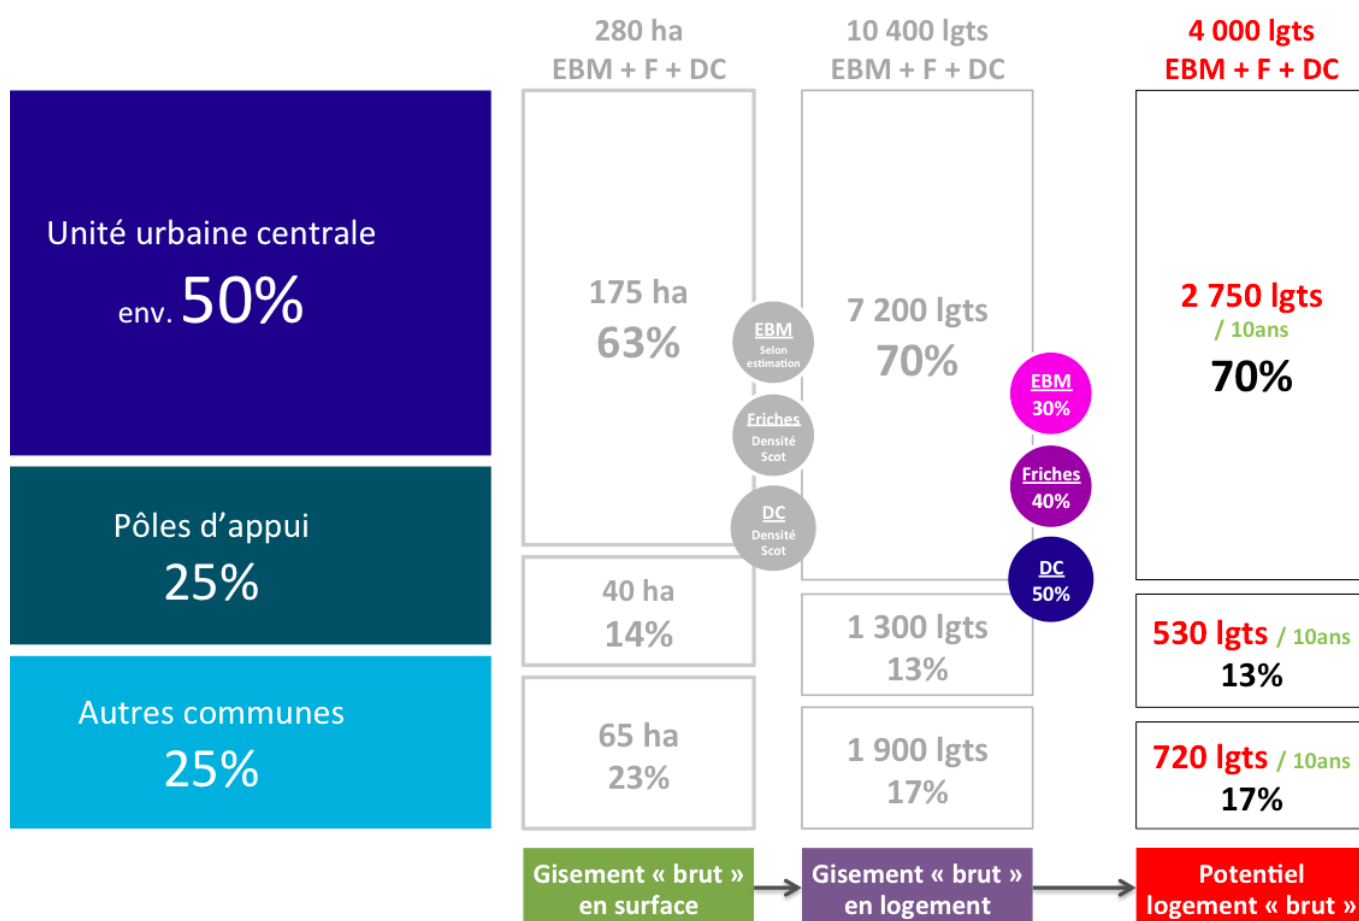 280 ha
EBM + F + DC
10 400 lgts
EBM + F + DC
4 000 lgts
EBM + F + DC
Unité urbaine centrale
env. 50%
175 ha
63%
EBM
Selon
estimation
Friches
Densité
Scot
DC
Densité
Scot
7 200 lgts
70%
EBM
30%
Friches
40%
DC
50%
2 750 lgts
/ 10ans
70%
Pôles d’appui
25%
40 ha
14%
1 300 lgts
13%
530 lgts / 10ans
13%
Autres communes
25%
65 ha
23%
1 900 lgts
17%
720 lgts / 10ans
17%
Gisement « brut »
en surface
Gisement « brut »
en logement
Potentiel
logement « brut »